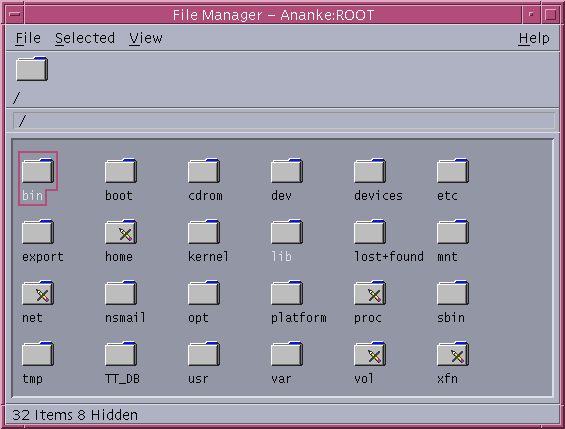 File Manager – Ananke:ROOT
File Selected View Help
/
/
bin boot cdrom dev devices etc
export home kernel lib lost+found mnt
net nsmail opt platform proc sbin
tmp TT_DB usr var vol xfn
32 Items 8 Hidden